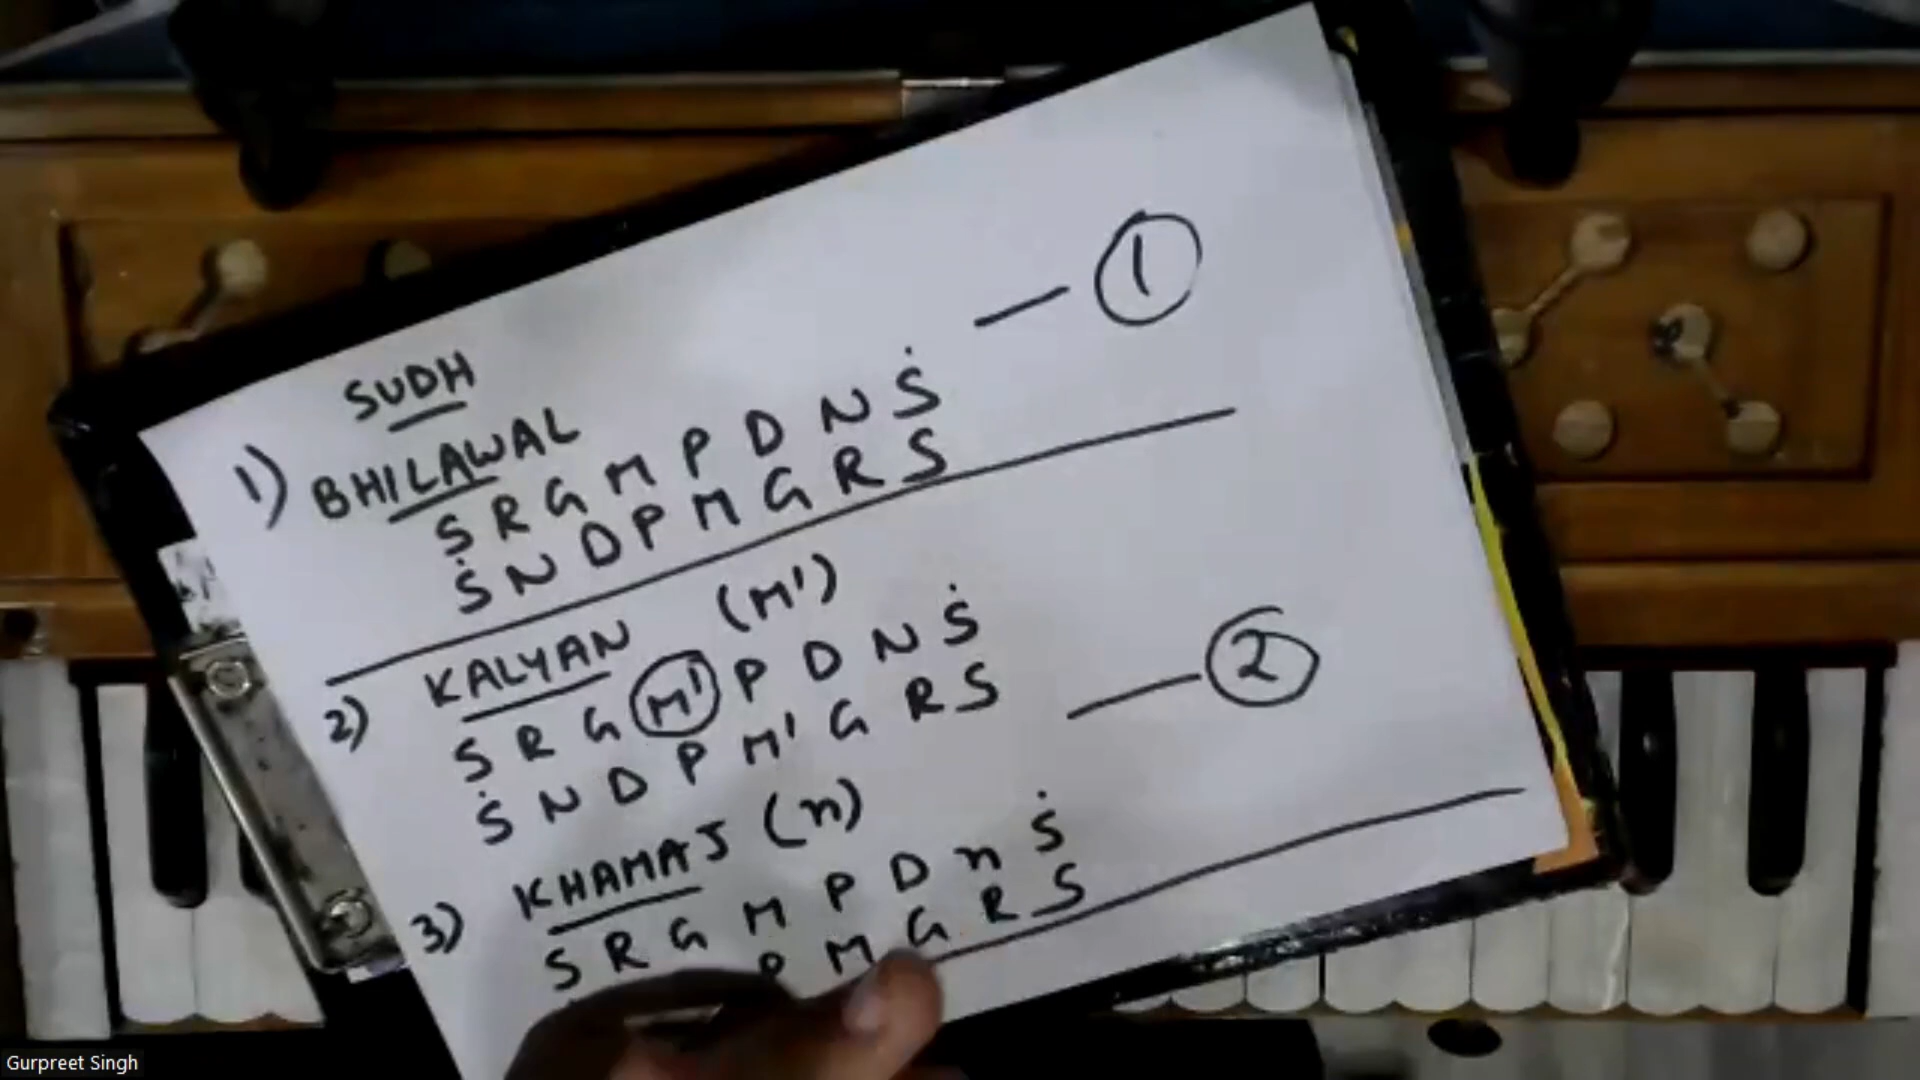 SUDH
1) BHILAWAL
S R G M P D N Ṡ — 1
Ṡ N D P M G R S
2) KALYAN (M')
S R G M' P D N Ṡ
Ṡ N D P M' G R S — 2
3) KHAMAJ (n)
S R G M P D n Ṡ
P M G R S
Gurpreet Singh